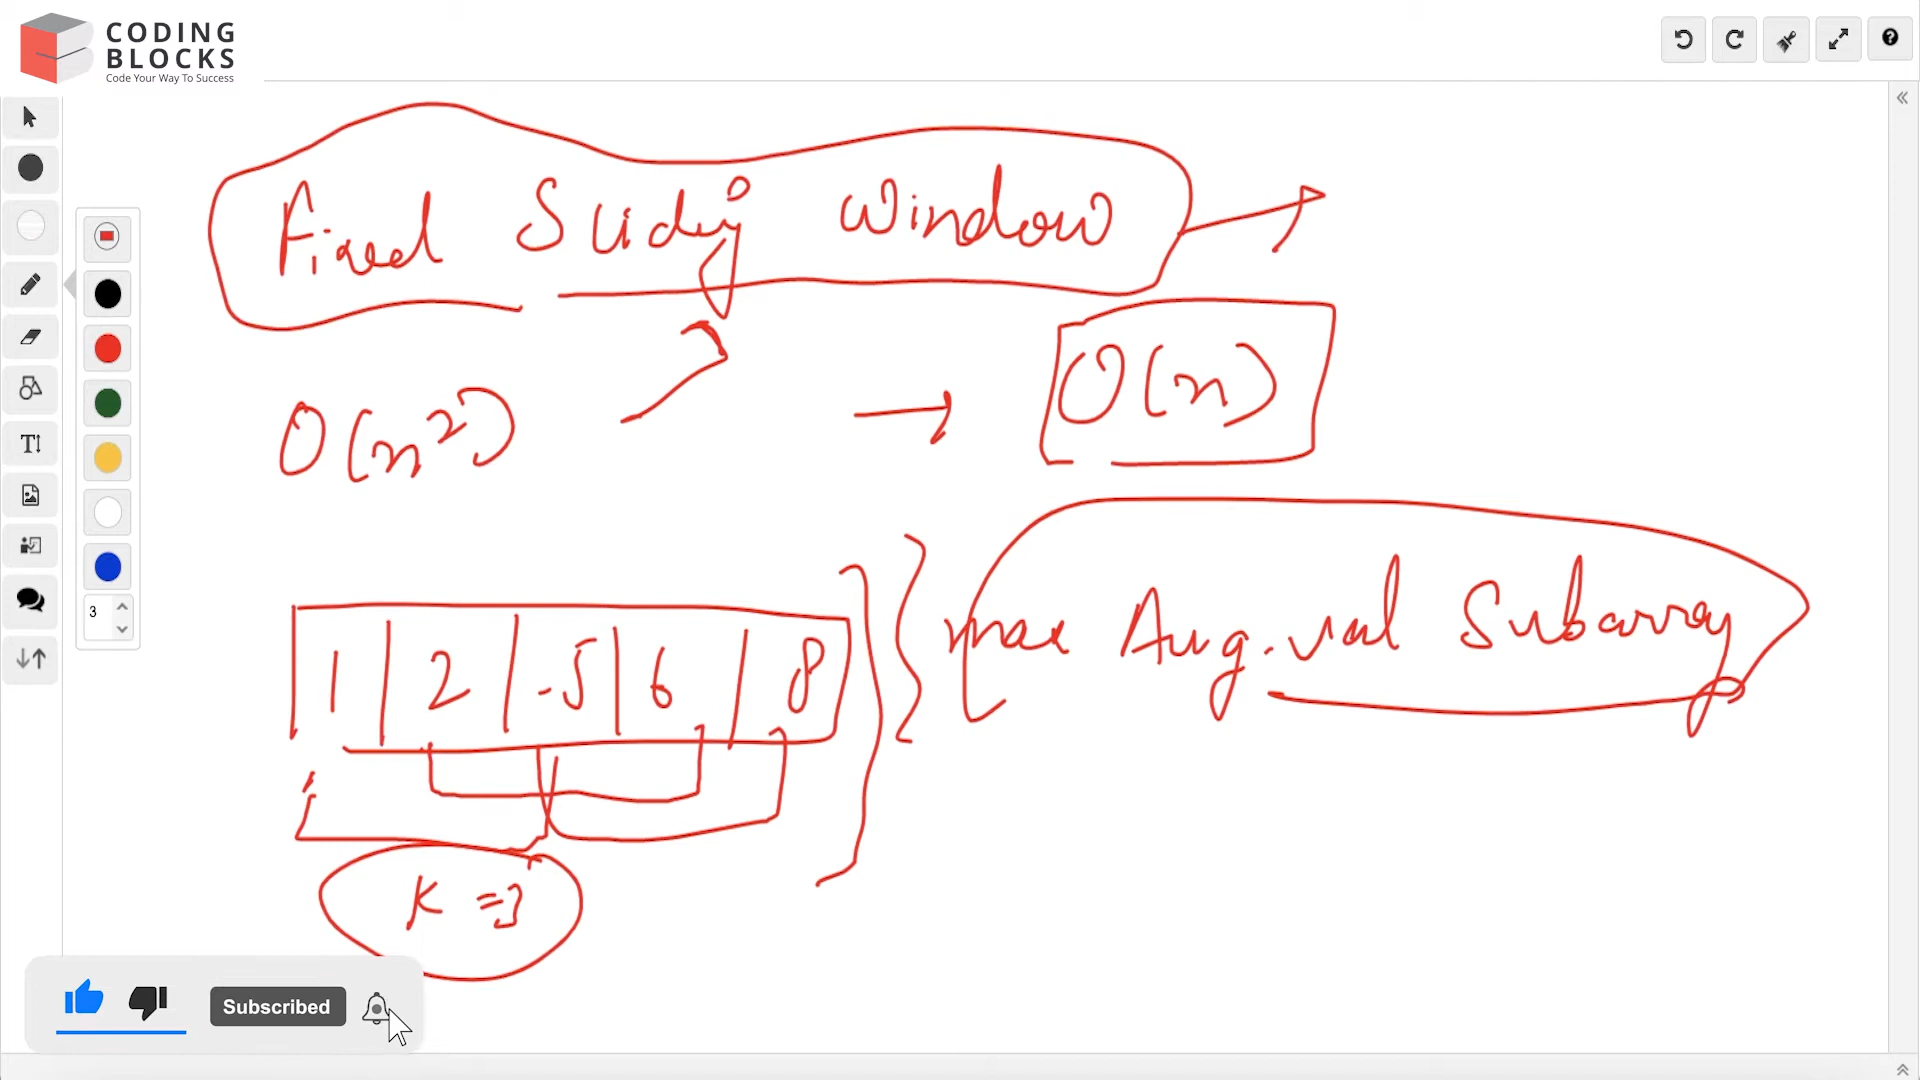 CODING
BLOCKS
Code Your Way To Success
Fixed Sliding Window
O(n²) → O(n)
1 | 2 | -5 | 6 | 8
max Avg. val Subarray
K = 3
3
Subscribed